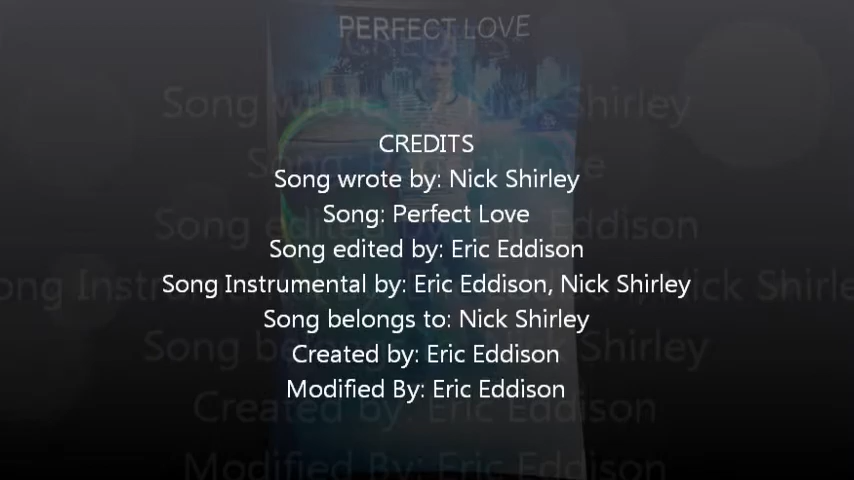 PERFECT LOVE
CREDITS
Song wrote by: Nick Shirley
Song: Perfect Love
Song edited by: Eric Eddison
Song Instrumental by: Eric Eddison, Nick Shirley
Song belongs to: Nick Shirley
Created by: Eric Eddison
Modified By: Eric Eddison